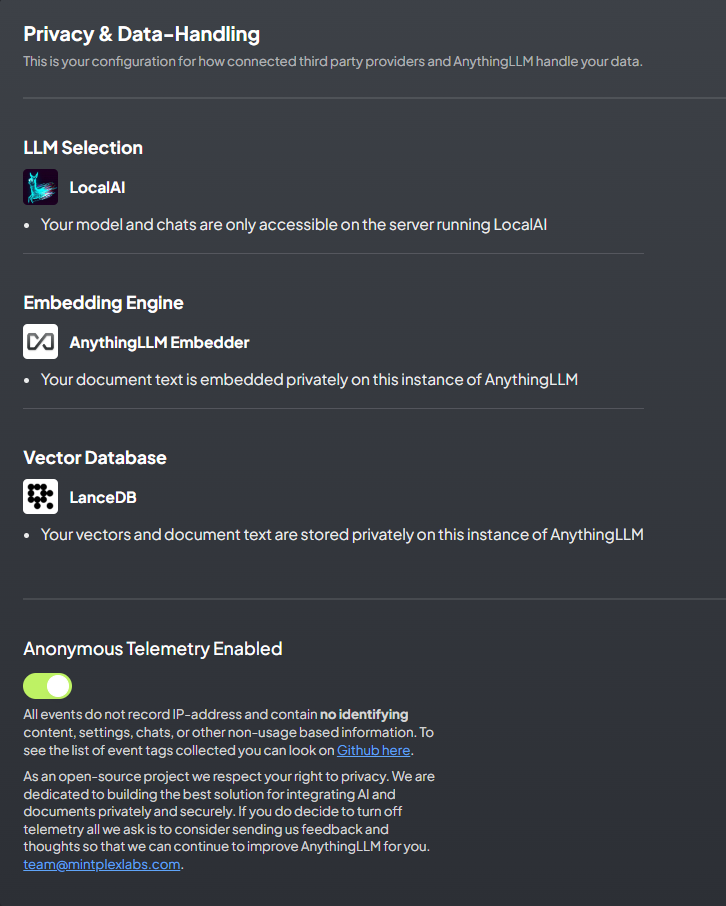 Privacy & Data-Handling
This is your configuration for how connected third party providers and AnythingLLM handle your data.
LLM Selection
LocalAI
• Your model and chats are only accessible on the server running LocalAI
Embedding Engine
AnythingLLM Embedder
• Your document text is embedded privately on this instance of AnythingLLM
Vector Database
LanceDB
• Your vectors and document text are stored privately on this instance of AnythingLLM
Anonymous Telemetry Enabled
All events do not record IP-address and contain no identifying
content, settings, chats, or other non-usage based information. To
see the list of event tags collected you can look on Github here.
As an open-source project we respect your right to privacy. We are
dedicated to building the best solution for integrating AI and
documents privately and securely. If you do decide to turn off
telemetry all we ask is to consider sending us feedback and
thoughts so that we can continue to improve AnythingLLM for you.
team@mintplexlabs.com.